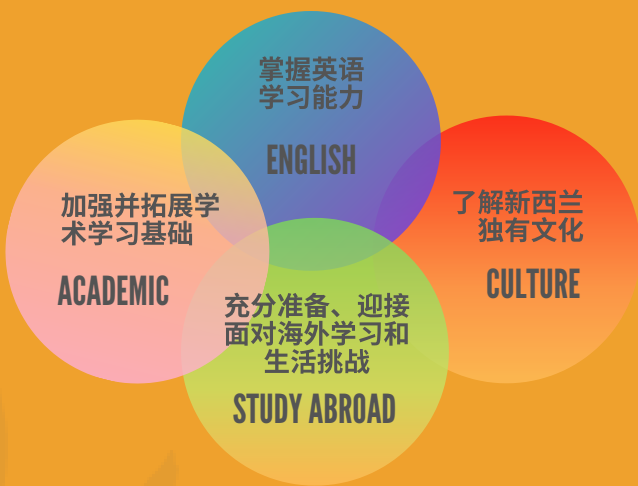 掌握英语
学习能力
ENGLISH
加强并拓展学
术学习基础
ACADEMIC
了解新西兰
独有文化
CULTURE
充分准备、迎接
面对海外学习和
生活挑战
STUDY ABROAD